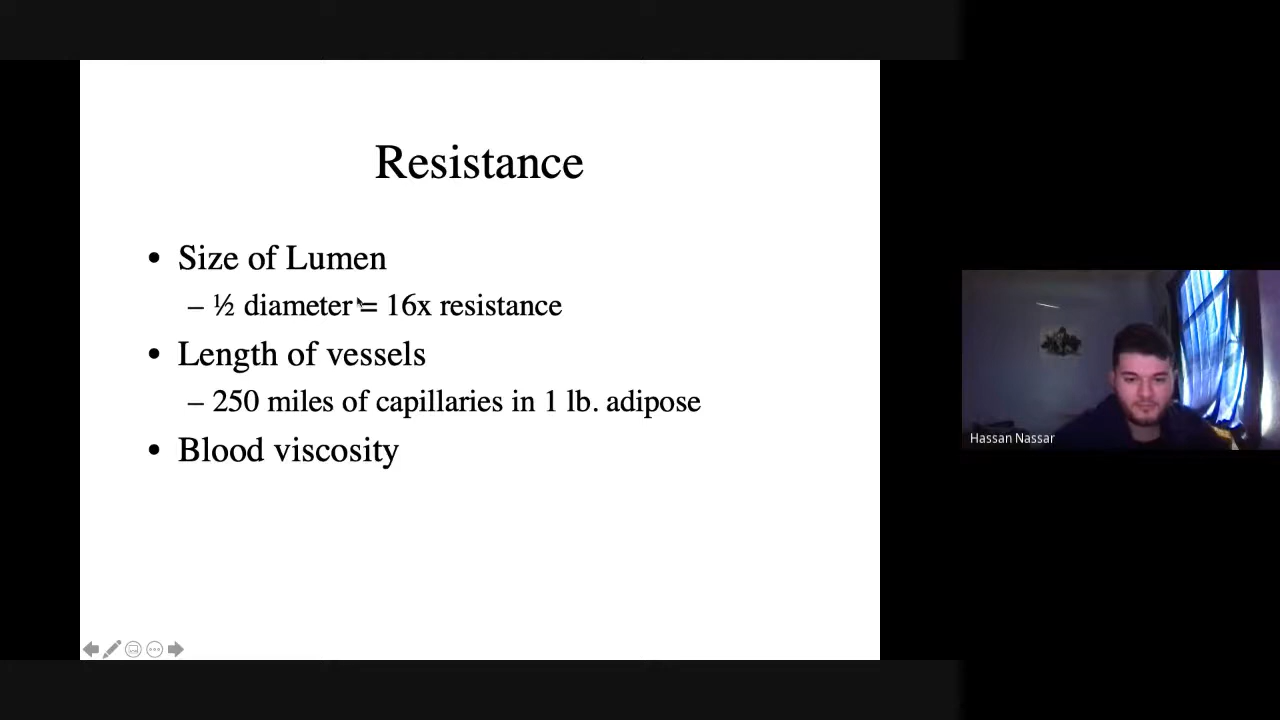 Resistance
• Size of Lumen
– ½ diameter = 16x resistance
• Length of vessels
– 250 miles of capillaries in 1 lb. adipose
• Blood viscosity
Hassan Nassar